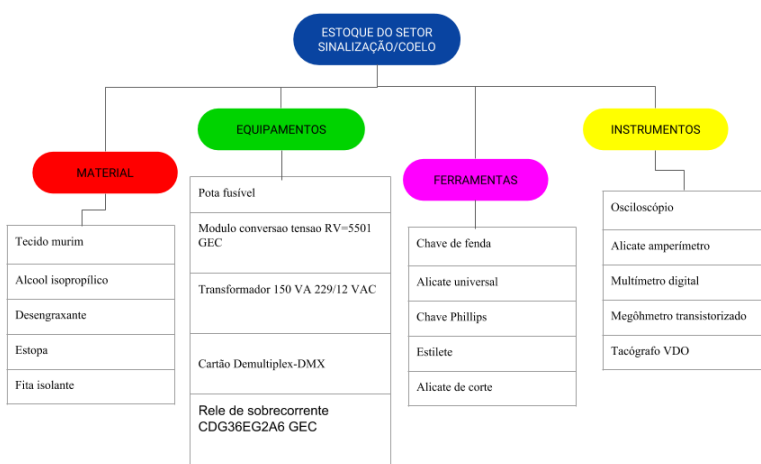 ESTOQUE DO SETOR
SINALIZAÇÃO/COELO
MATERIAL
Tecido murim
Alcool isopropílico
Desengraxante
Estopa
Fita isolante
EQUIPAMENTOS
Pota fusível
Modulo conversao tensao RV=5501
GEC
Transformador 150 VA 229/12 VAC
Cartão Demultiplex-DMX
Rele de sobrecorrente
CDG36EG2A6 GEC
FERRAMENTAS
Chave de fenda
Alicate universal
Chave Phillips
Estilete
Alicate de corte
INSTRUMENTOS
Osciloscópio
Alicate amperímetro
Multímetro digital
Megôhmetro transistorizado
Tacógrafo VDO